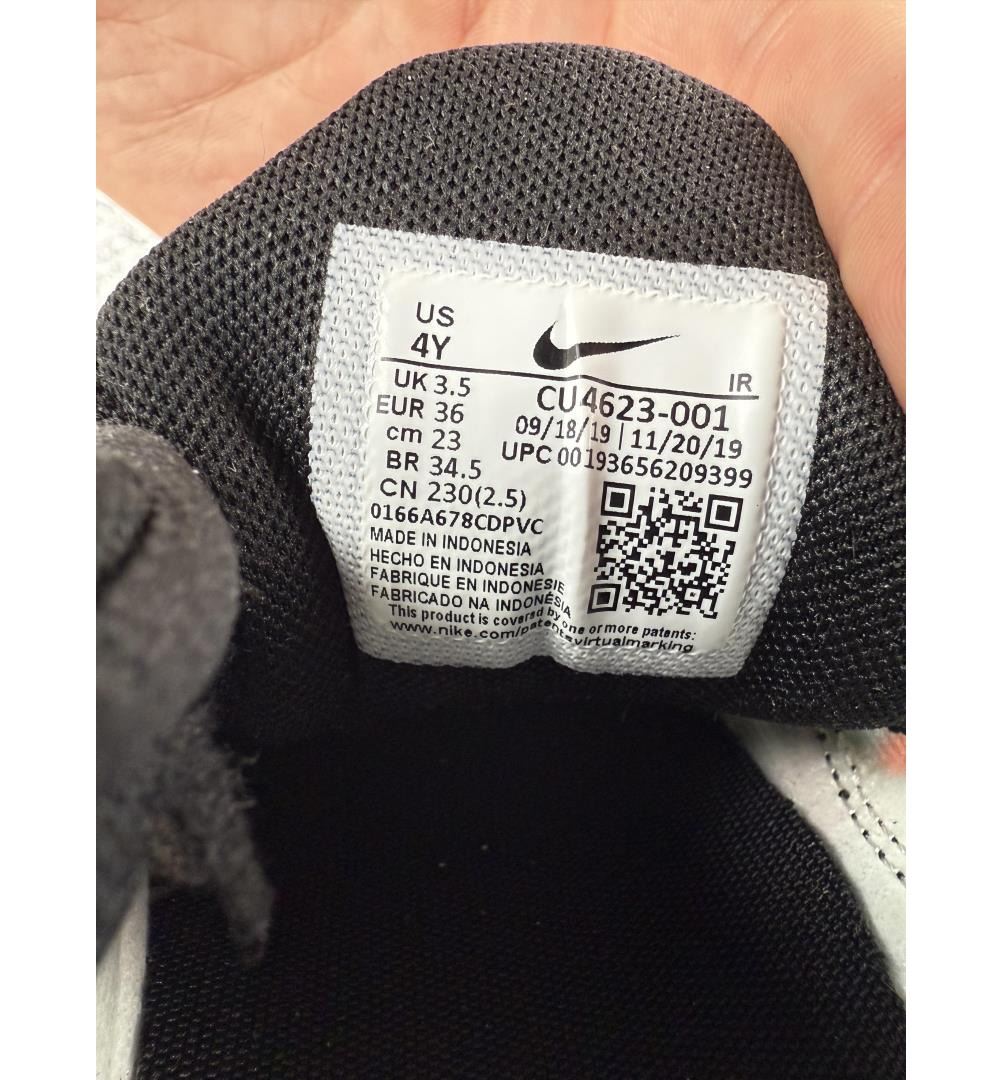 US
4Y
IR
UK 3.5
EUR 36
cm 23
BR 34.5
CN 230(2.5)
CU4623-001
09/18/19 | 11/20/19
UPC 00193656209399
0166A678CDPVC
MADE IN INDONESIA
HECHO EN INDONESIA
FABRIQUE EN INDONESIE
FABRICADO NA INDONÉSIA
This product is covered by one or more patents:
www.nike.com/patentsvirtualmarking